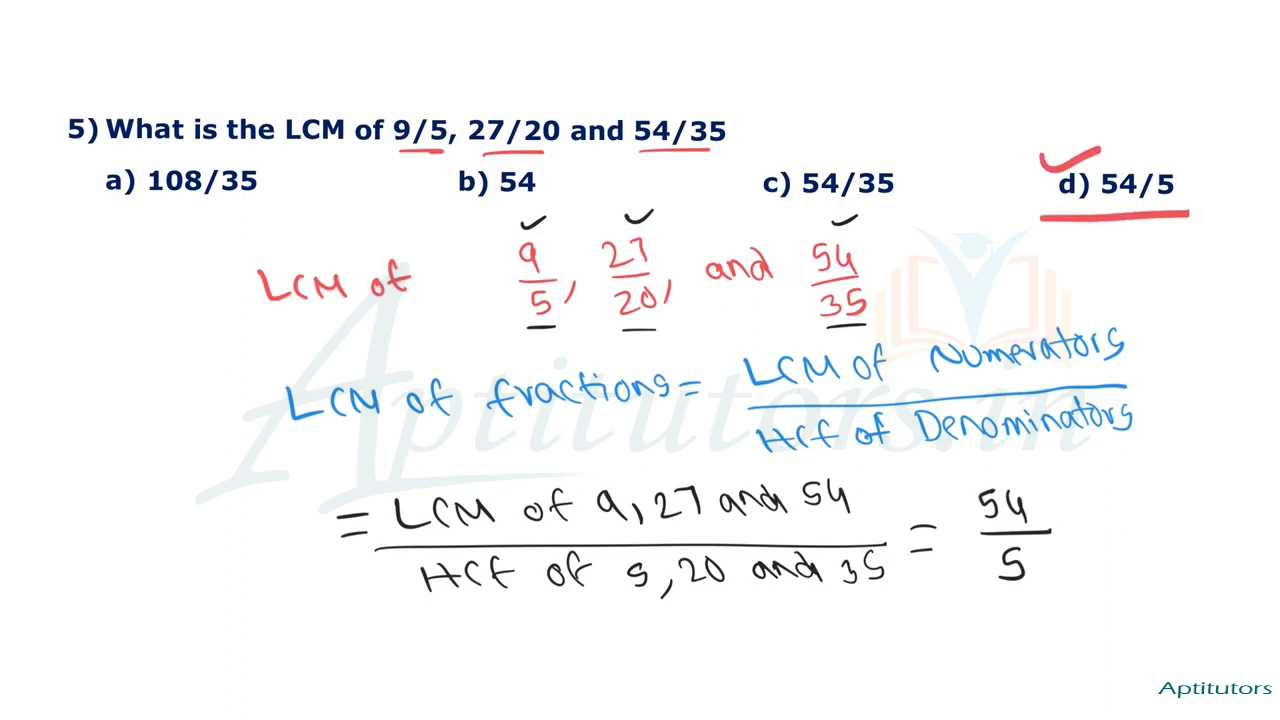 5) What is the LCM of 9/5, 27/20 and 54/35
a) 108/35 b) 54 c) 54/35 d) 54/5
LCM of 9/5, 27/20, and 54/35
LCM of fractions = LCM of Numerators / HCF of Denominators
= LCM of 9, 27 and 54 / HCF of 5, 20 and 35 = 54/5
Aptitutors.in
Aptitutors